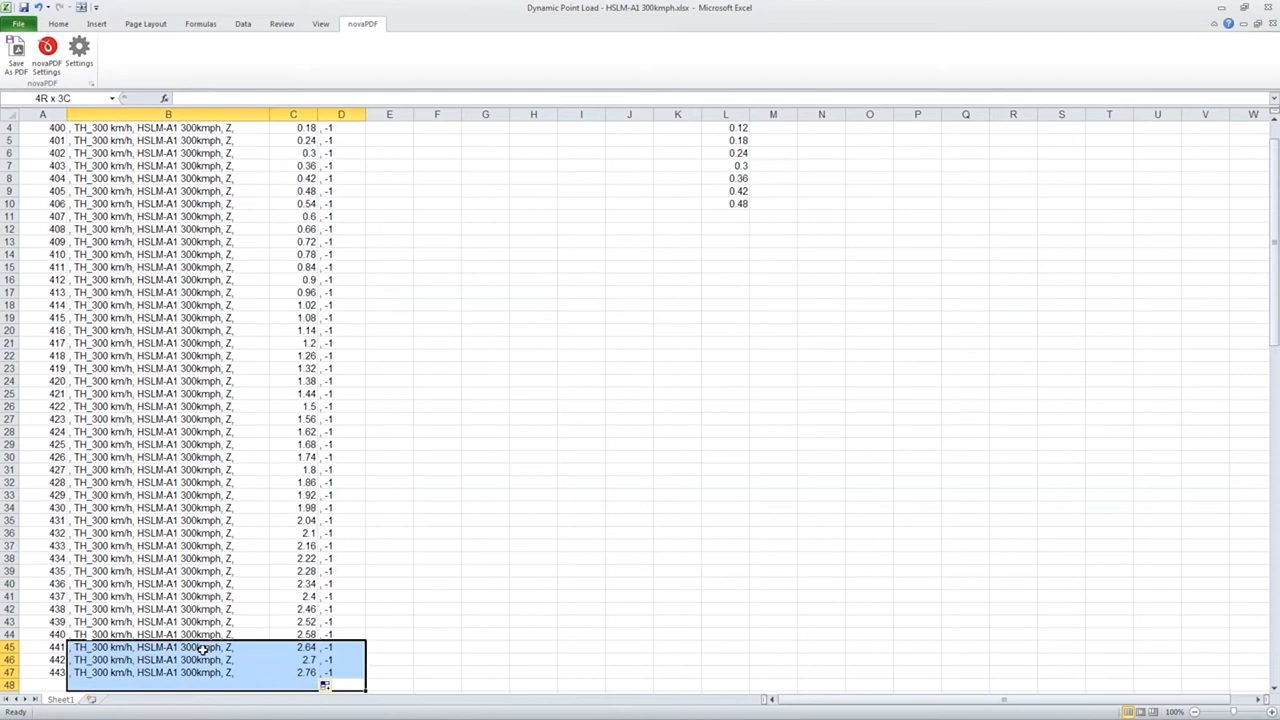 Dynamic Point Load - HSLM-A1 300kmph.xlsx - Microsoft Excel
File Home Insert Page Layout Formulas Data Review View novaPDF
Save As PDF novaPDF Settings Settings
novaPDF
4R x 3C fx
A B C D E F G H I J K L M N O P Q R S T U V W
4 400 , TH_300 km/h, HSLM-A1 300kmph, Z, 0.18 , -1 0.12
5 401 , TH_300 km/h, HSLM-A1 300kmph, Z, 0.24 , -1 0.18
6 402 , TH_300 km/h, HSLM-A1 300kmph, Z, 0.3 , -1 0.24
7 403 , TH_300 km/h, HSLM-A1 300kmph, Z, 0.36 , -1 0.3
8 404 , TH_300 km/h, HSLM-A1 300kmph, Z, 0.42 , -1 0.36
9 405 , TH_300 km/h, HSLM-A1 300kmph, Z, 0.48 , -1 0.42
10 406 , TH_300 km/h, HSLM-A1 300kmph, Z, 0.54 , -1 0.48
11 407 , TH_300 km/h, HSLM-A1 300kmph, Z, 0.6 , -1
12 408 , TH_300 km/h, HSLM-A1 300kmph, Z, 0.66 , -1
13 409 , TH_300 km/h, HSLM-A1 300kmph, Z, 0.72 , -1
14 410 , TH_300 km/h, HSLM-A1 300kmph, Z, 0.78 , -1
15 411 , TH_300 km/h, HSLM-A1 300kmph, Z, 0.84 , -1
16 412 , TH_300 km/h, HSLM-A1 300kmph, Z, 0.9 , -1
17 413 , TH_300 km/h, HSLM-A1 300kmph, Z, 0.96 , -1
18 414 , TH_300 km/h, HSLM-A1 300kmph, Z, 1.02 , -1
19 415 , TH_300 km/h, HSLM-A1 300kmph, Z, 1.08 , -1
20 416 , TH_300 km/h, HSLM-A1 300kmph, Z, 1.14 , -1
21 417 , TH_300 km/h, HSLM-A1 300kmph, Z, 1.2 , -1
22 418 , TH_300 km/h, HSLM-A1 300kmph, Z, 1.26 , -1
23 419 , TH_300 km/h, HSLM-A1 300kmph, Z, 1.32 , -1
24 420 , TH_300 km/h, HSLM-A1 300kmph, Z, 1.38 , -1
25 421 , TH_300 km/h, HSLM-A1 300kmph, Z, 1.44 , -1
26 422 , TH_300 km/h, HSLM-A1 300kmph, Z, 1.5 , -1
27 423 , TH_300 km/h, HSLM-A1 300kmph, Z, 1.56 , -1
28 424 , TH_300 km/h, HSLM-A1 300kmph, Z, 1.62 , -1
29 425 , TH_300 km/h, HSLM-A1 300kmph, Z, 1.68 , -1
30 426 , TH_300 km/h, HSLM-A1 300kmph, Z, 1.74 , -1
31 427 , TH_300 km/h, HSLM-A1 300kmph, Z, 1.8 , -1
32 428 , TH_300 km/h, HSLM-A1 300kmph, Z, 1.86 , -1
33 429 , TH_300 km/h, HSLM-A1 300kmph, Z, 1.92 , -1
34 430 , TH_300 km/h, HSLM-A1 300kmph, Z, 1.98 , -1
35 431 , TH_300 km/h, HSLM-A1 300kmph, Z, 2.04 , -1
36 432 , TH_300 km/h, HSLM-A1 300kmph, Z, 2.1 , -1
37 433 , TH_300 km/h, HSLM-A1 300kmph, Z, 2.16 , -1
38 434 , TH_300 km/h, HSLM-A1 300kmph, Z, 2.22 , -1
39 435 , TH_300 km/h, HSLM-A1 300kmph, Z, 2.28 , -1
40 436 , TH_300 km/h, HSLM-A1 300kmph, Z, 2.34 , -1
41 437 , TH_300 km/h, HSLM-A1 300kmph, Z, 2.4 , -1
42 438 , TH_300 km/h, HSLM-A1 300kmph, Z, 2.46 , -1
43 439 , TH_300 km/h, HSLM-A1 300kmph, Z, 2.52 , -1
44 440 , TH_300 km/h, HSLM-A1 300kmph, Z, 2.58 , -1
45 441 , TH_300 km/h, HSLM-A1 300kmph, Z, 2.64 , -1
46 442 , TH_300 km/h, HSLM-A1 300kmph, Z, 2.7 , -1
47 443 , TH_300 km/h, HSLM-A1 300kmph, Z, 2.76 , -1
48
Sheet1
Ready 100%